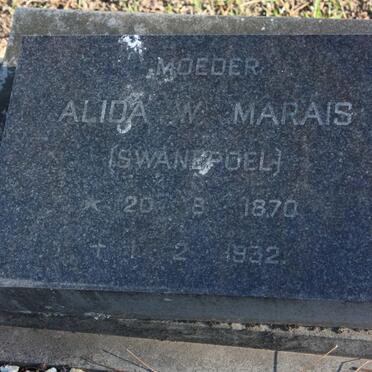 MOEDER
ALIDA W. MARAIS
(SWANEPOEL)
* 20 8 1870
† 1 2 1932.